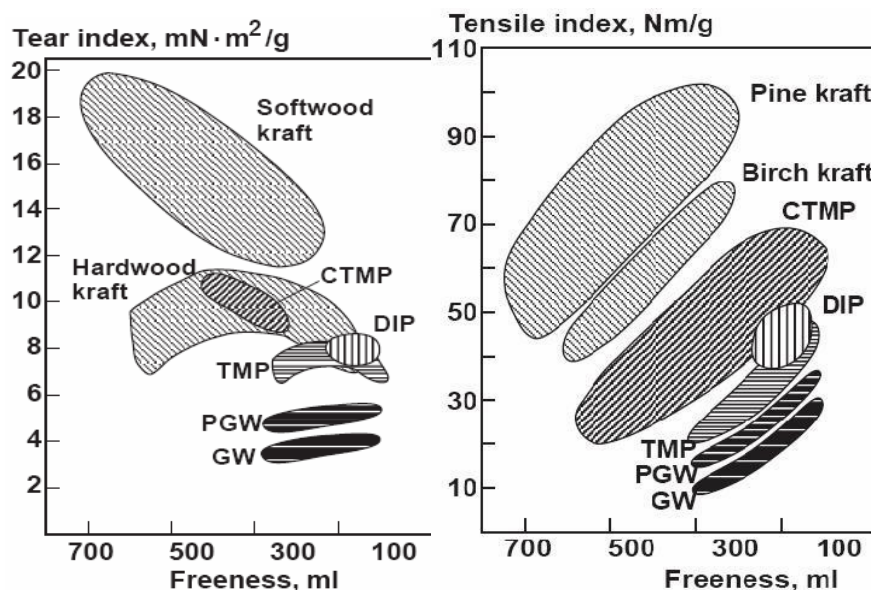 Tear index, mN·m²/g
20
18
16
14
12
10
8
6
4
2
Softwood
kraft
Hardwood
kraft
CTMP
DIP
TMP
PGW
GW
700 500 300 100
Freeness, ml
Tensile index, Nm/g
110
90
70
50
30
10
Pine kraft
Birch kraft
CTMP
DIP
TMP
PGW
GW
700 500 300 100
Freeness, ml